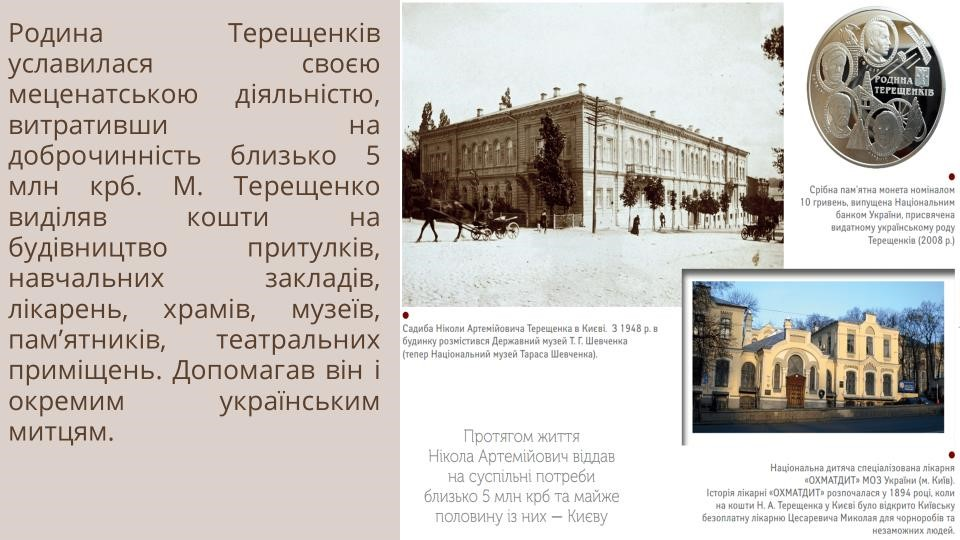 Родина Терещенків
уславилася своєю
меценатською діяльністю,
витративши на
доброчинність близько 5
млн крб. М. Терещенко
виділяв кошти на
будівництво притулків,
навчальних закладів,
лікарень, храмів, музеїв,
пам’ятників, театральних
приміщень. Допомагав він і
окремим українським
митцям.
РОДИНА
ТЕРЕЩЕНКІВ
Срібна пам'ятна монета номіналом
10 гривень, випущена Національним
банком України, присвячена
видатному українському роду
Терещенків (2008 р.)
Садиба Ніколи Артемійовича Терещенка в Києві. З 1948 р. в
будинку розмістився Державний музей Т. Г. Шевченка
(тепер Національний музей Тараса Шевченка).
Протягом життя
Нікола Артемійович віддав
на суспільні потреби
близько 5 млн крб та майже
половину із них — Києву
Національна дитяча спеціалізована лікарня
«ОХМАТДИТ» МОЗ України (м. Київ).
Історія лікарні «ОХМАТДИТ» розпочалася у 1894 році, коли
на кошти Н. А. Терещенка у Києві було відкрито Київську
безоплатну лікарню Цесаревича Миколая для чорноробів та
незаможних людей.